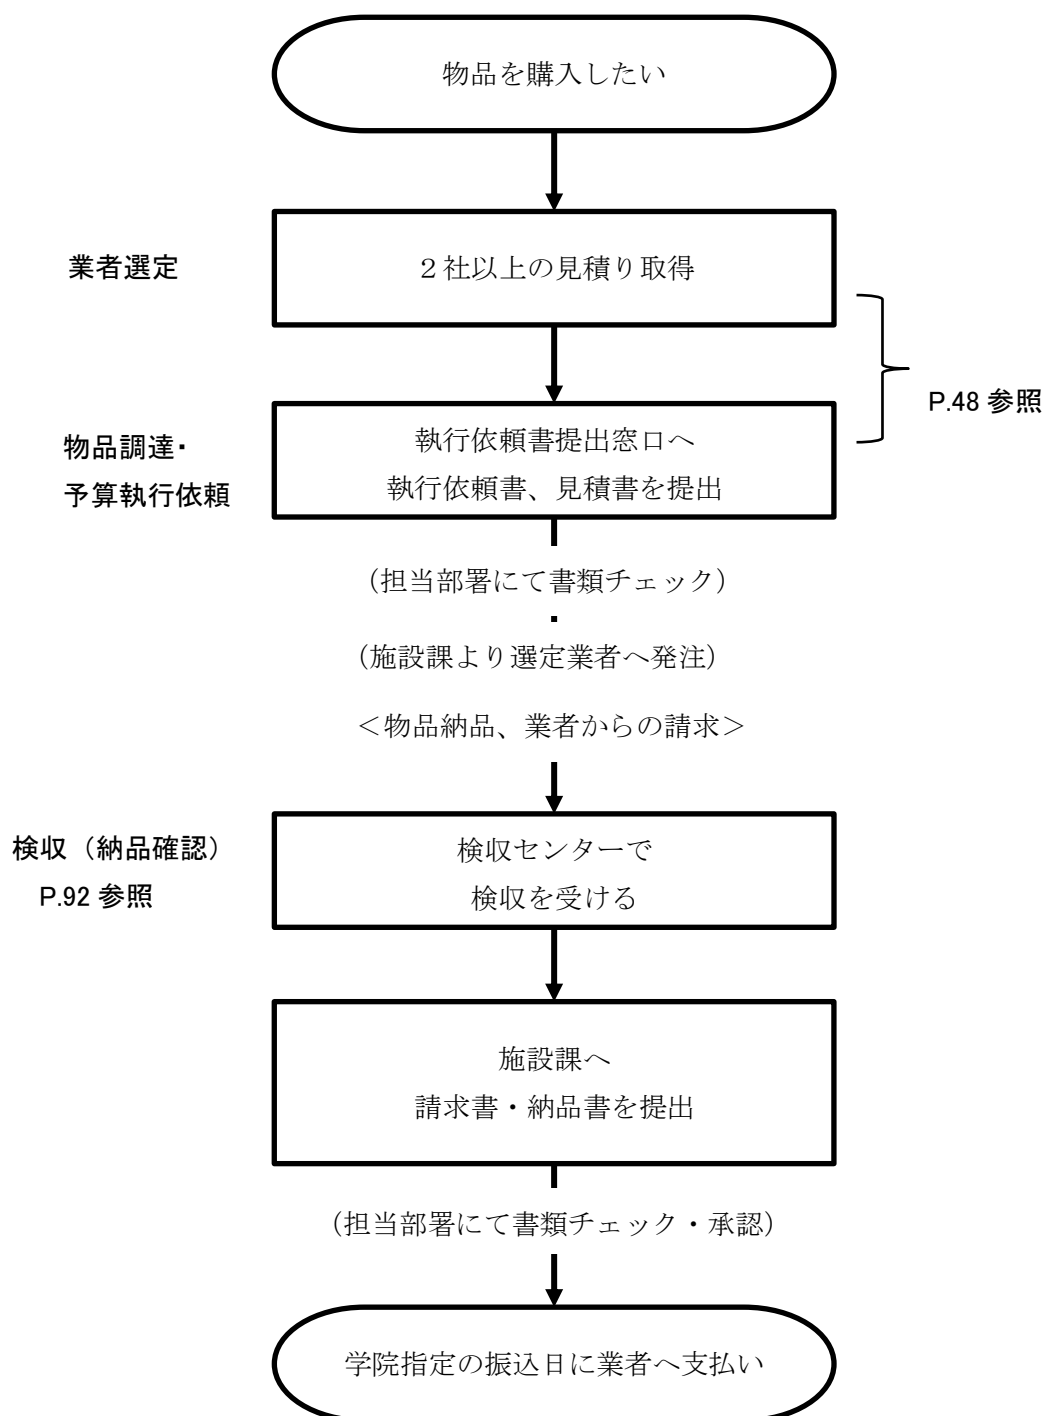 物品を購入したい
業者選定
２社以上の見積り取得
P.48 参照
物品調達・
予算執行依頼
執行依頼書提出窓口へ
執行依頼書、見積書を提出
（担当部署にて書類チェック）
（施設課より選定業者へ発注）
＜物品納品、業者からの請求＞
検収（納品確認）
P.92 参照
検収センターで
検収を受ける
施設課へ
請求書・納品書を提出
（担当部署にて書類チェック・承認）
学院指定の振込日に業者へ支払い